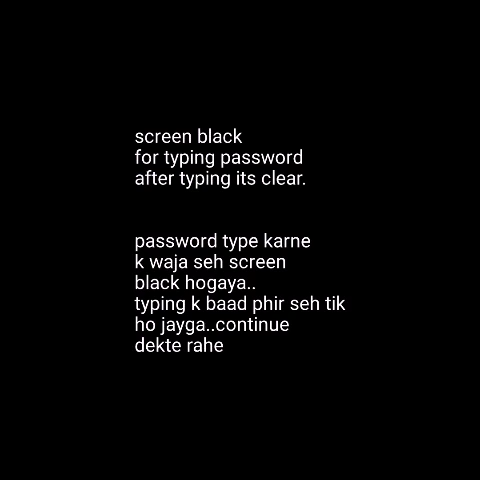 screen black
for typing password
after typing its clear.
password type karne
k waja seh screen
black hogaya..
typing k baad phir seh tik
ho jayga..continue
dekte rahe